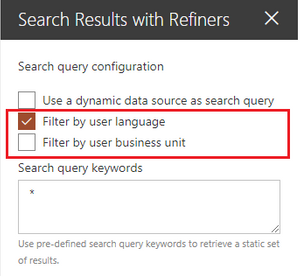 Search Results with Refiners
Search query configuration
Use a dynamic data source as search query
Filter by user language
Filter by user business unit
Search query keywords
*
Use pre-defined search query keywords to retrieve a static set
of results.